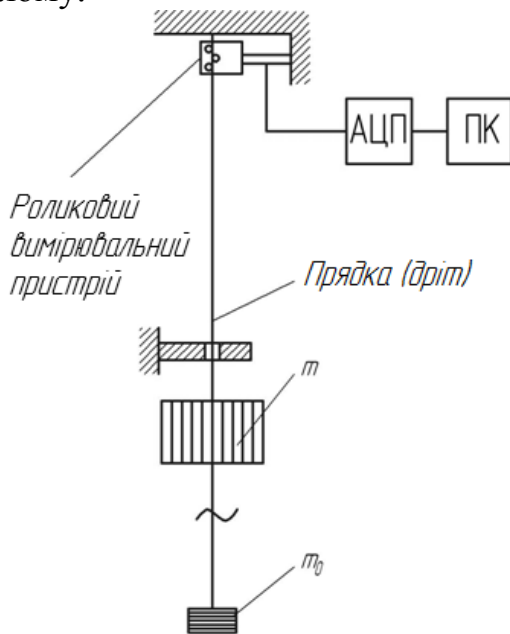 АЦП
ПК
Роликовий
вимірювальний
пристрій
Прядка (дріт)
m
m₀